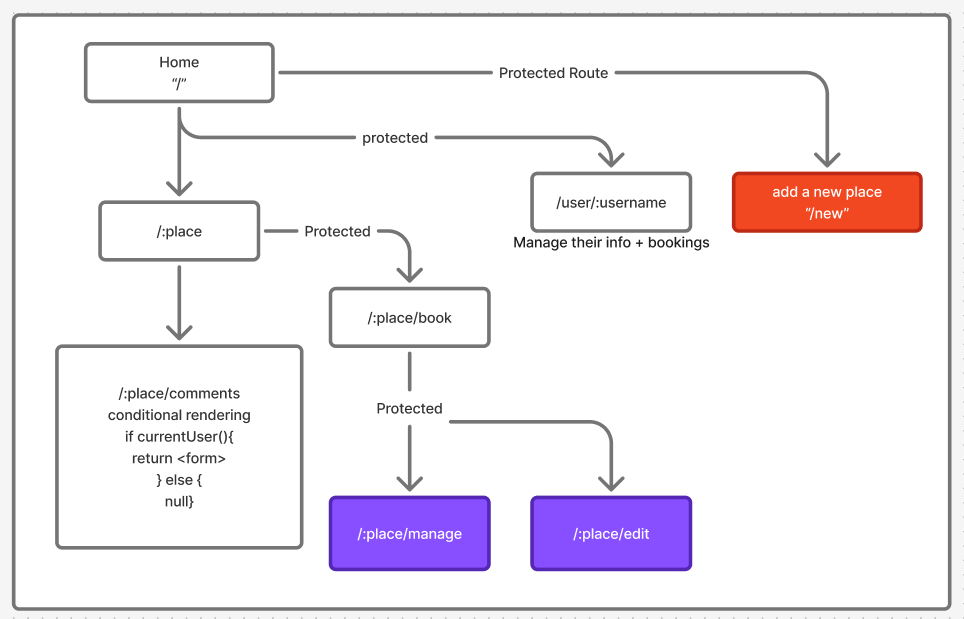 Home
“/”
Protected Route
protected
add a new place
“/new”
/user/:username
Manage their info + bookings
/:place
Protected
/:place/book
/:place/comments
conditional rendering
if currentUser(){
return <form>
} else {
null}
Protected
/:place/manage
/:place/edit